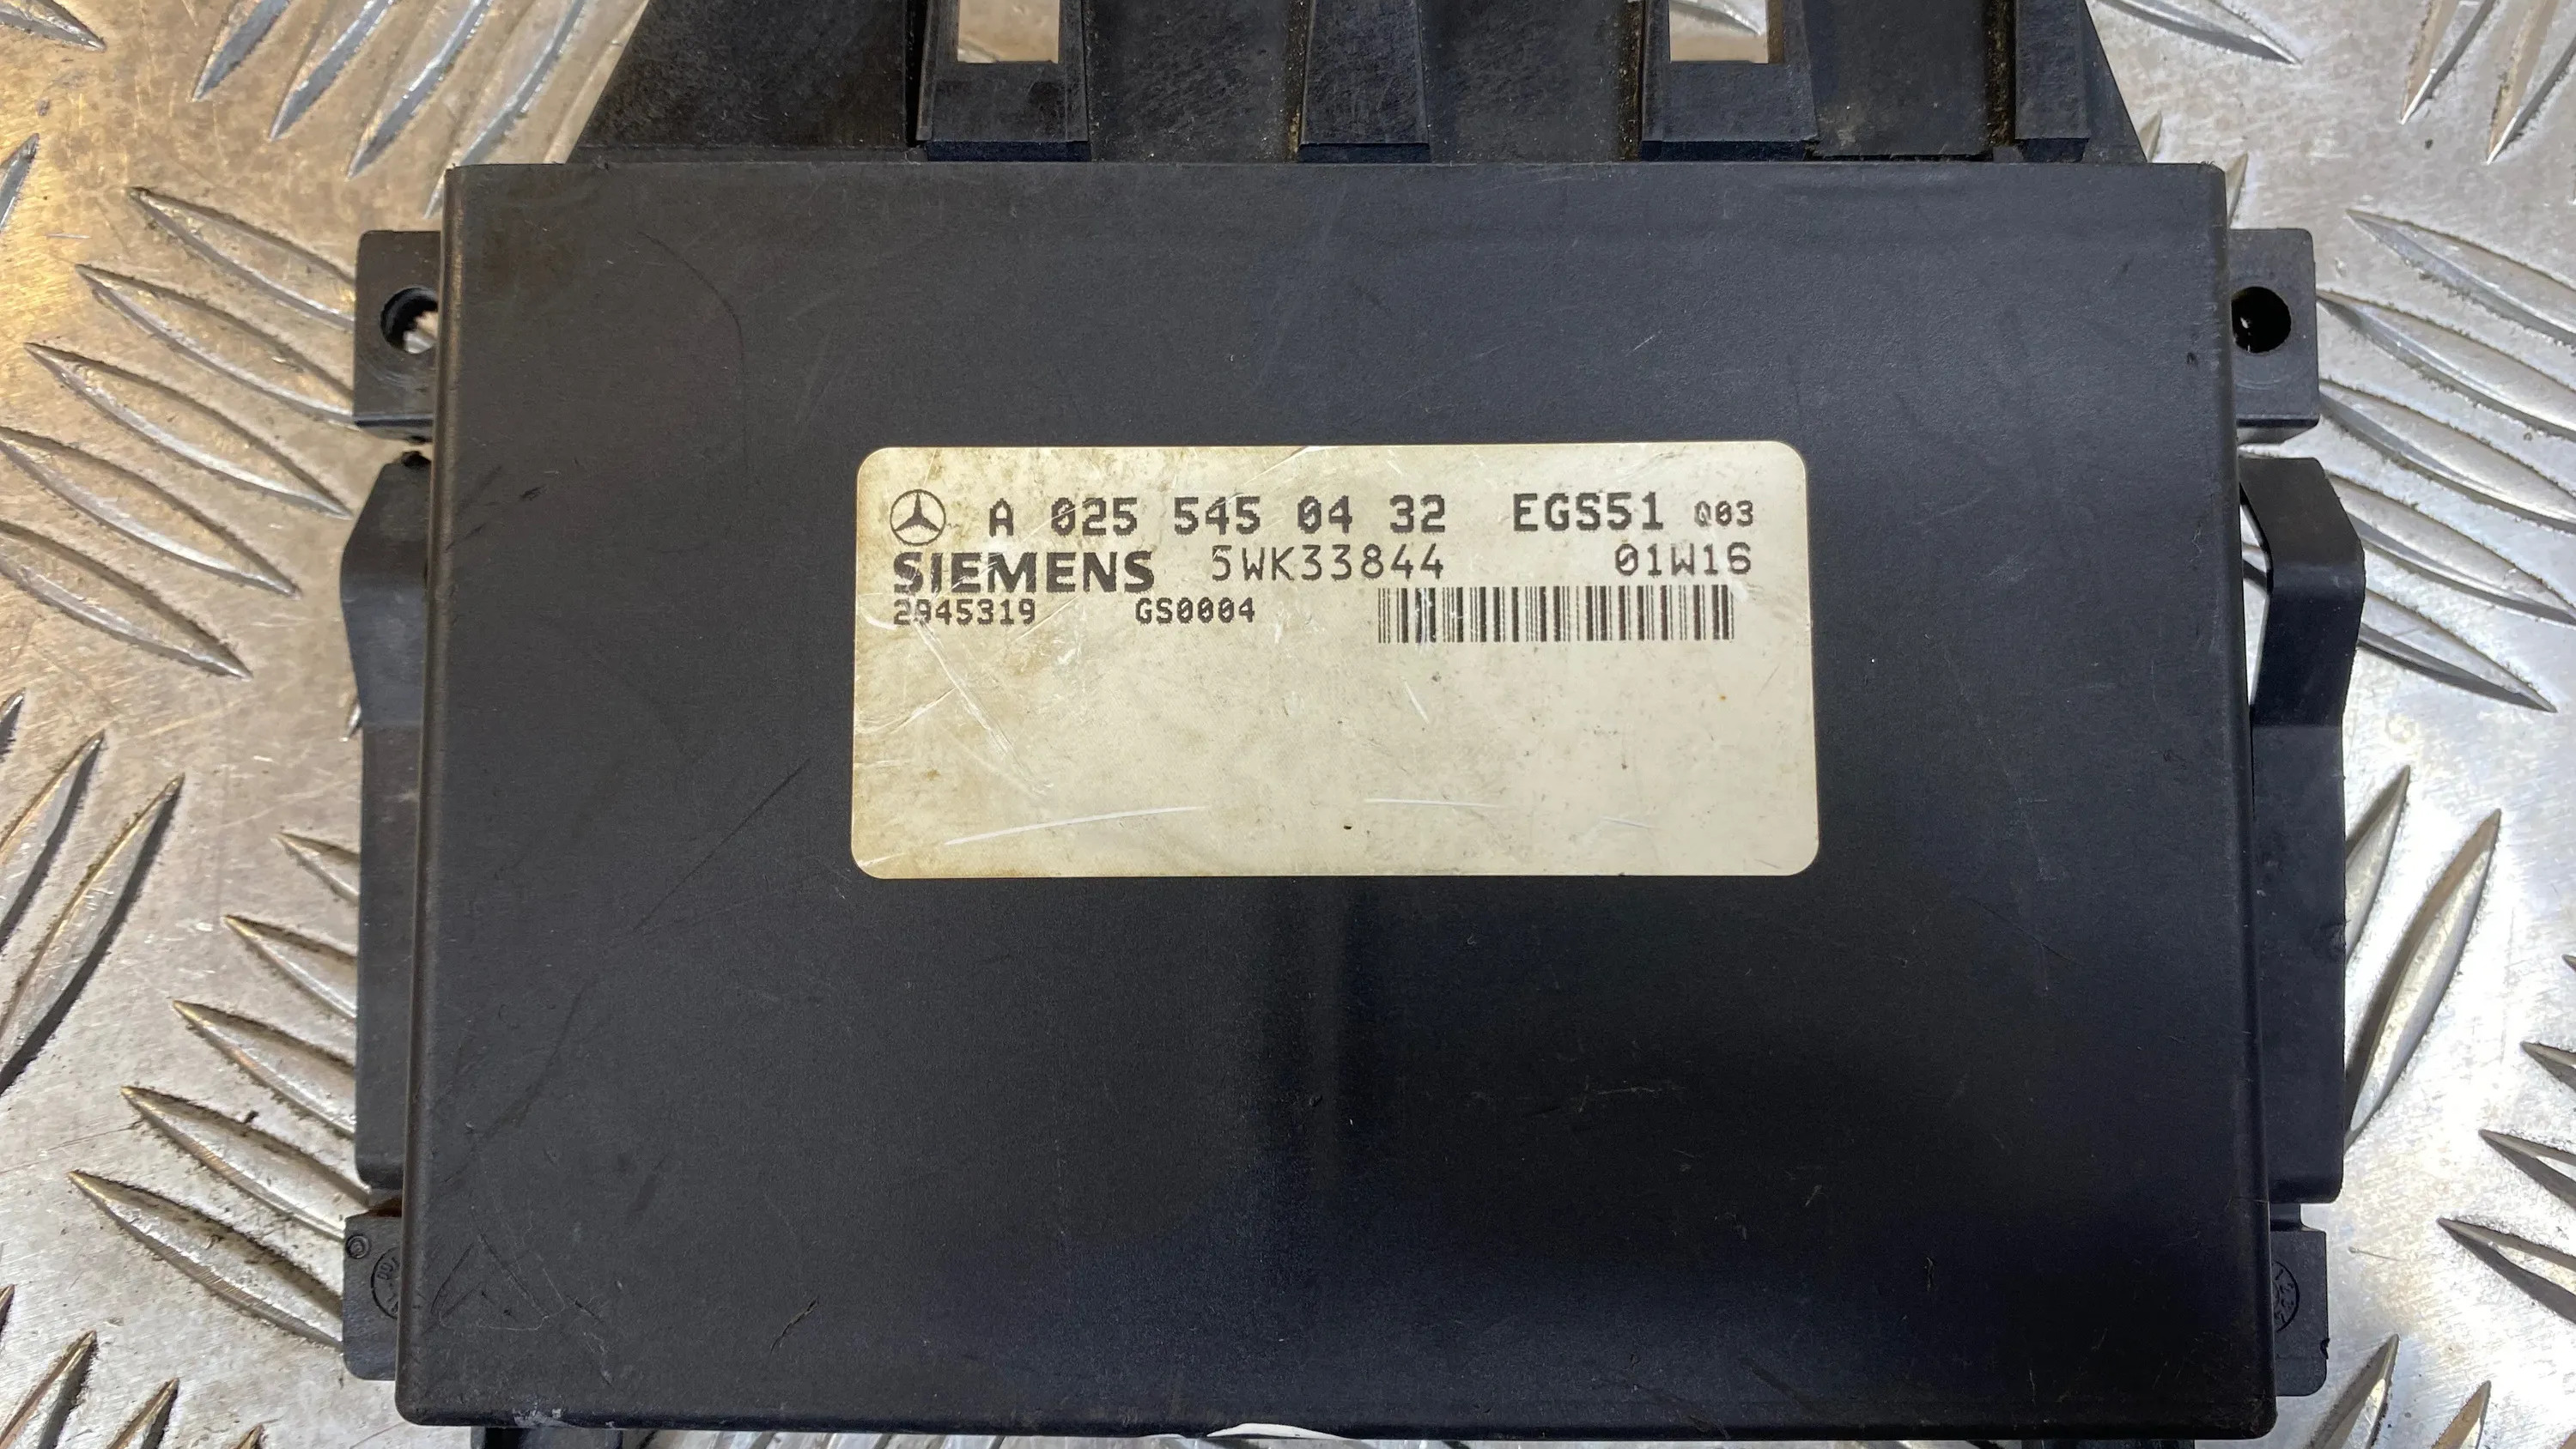 A 025 545 04 32 EGS51 Q03
SIEMENS 5WK33844 01W16
2945319 GS0004